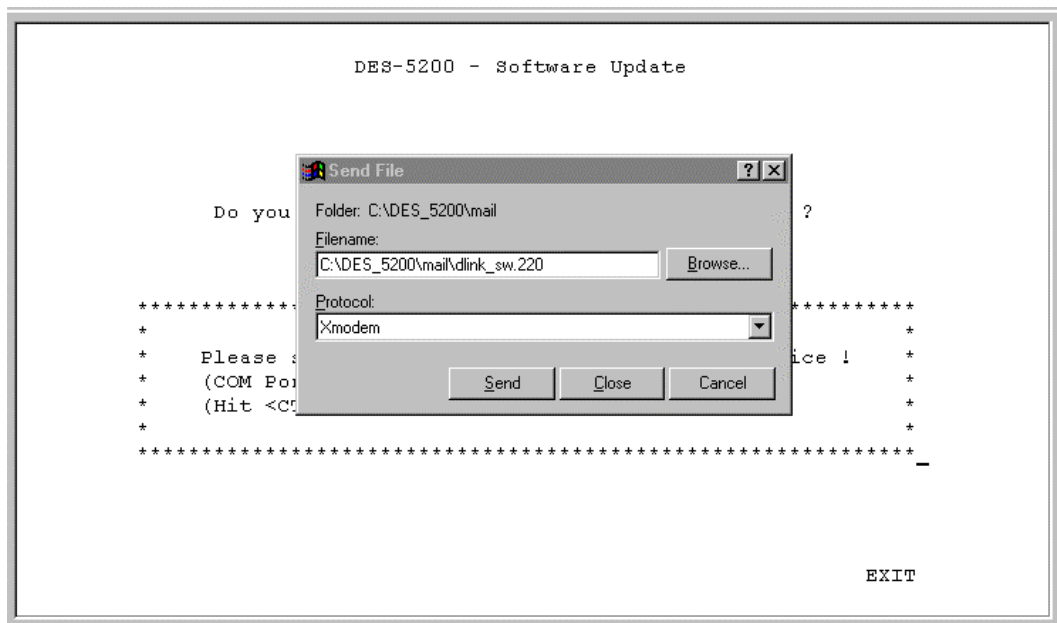 DES-5200 - Software Update
Send File
Do you ?
Folder: C:\DES_5200\mail
Filename:
C:\DES_5200\mail\dlink_sw.220
Browse...
Protocol:
Xmodem
**********
* *
* Please ice ! *
* (COM *
* (Hit *
Send Close Cancel
* *
*************************************************************
EXIT